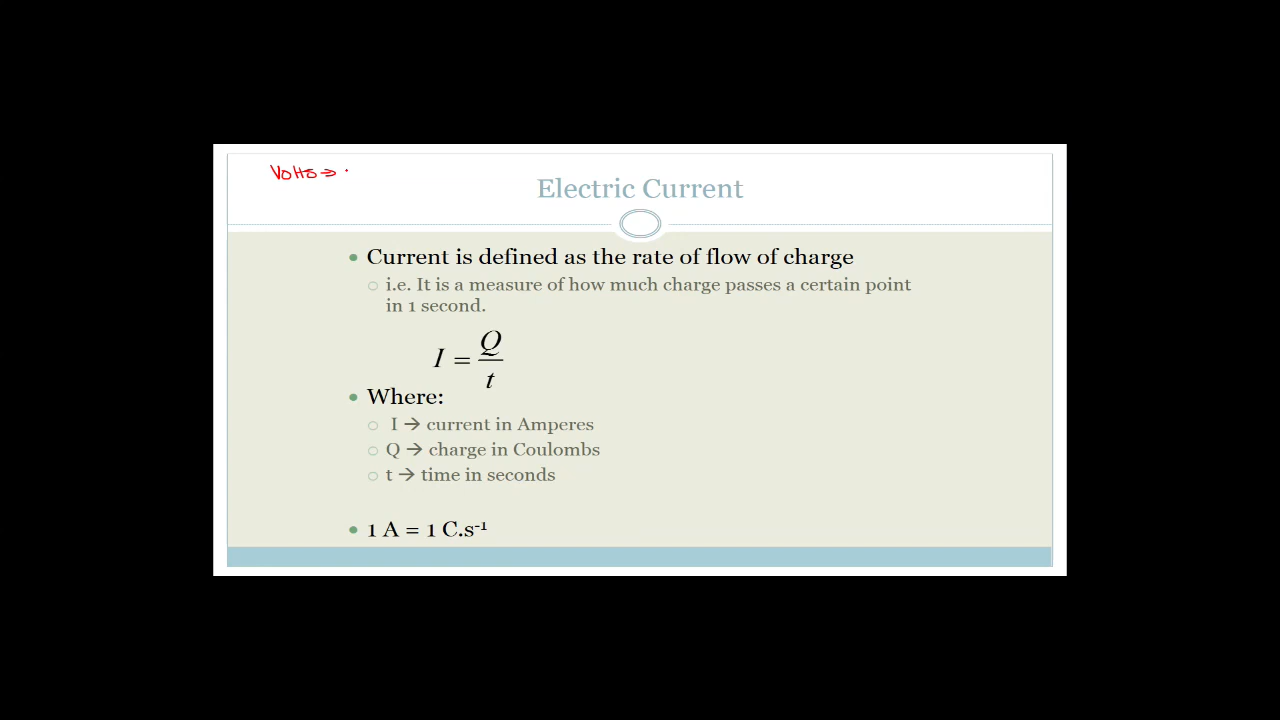 Volts →
Electric Current
• Current is defined as the rate of flow of charge
○ i.e. It is a measure of how much charge passes a certain point
in 1 second.
I = Q/t
• Where:
○ I → current in Amperes
○ Q → charge in Coulombs
○ t → time in seconds
• 1 A = 1 C.s⁻¹